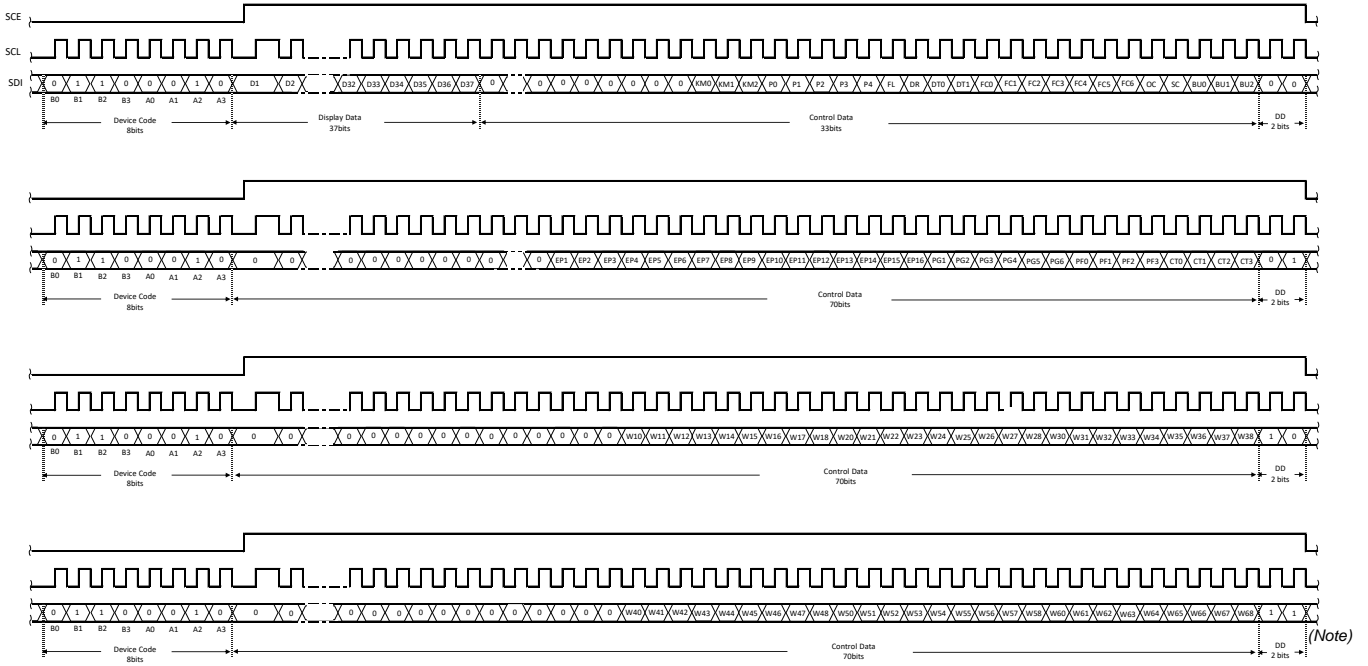 SCE
SCL
SDI 0 1 1 0 0 0 1 0 D1 D2 D32 D33 D34 D35 D36 D37 0 0 0 0 0 0 0 0 KM0 KM1 KM2 P0 P1 P2 P3 P4 FL DR DT0 DT1 FC0 FC1 FC2 FC3 FC4 FC5 FC6 OC SC BU0 BU1 BU2 0 0
B0 B1 B2 B3 A0 A1 A2 A3
Device Code Display Data Control Data DD
8bits 37bits 33bits 2 bits
0 1 1 0 0 0 1 0 0 0 0 0 0 0 0 0 0 0 EP1 EP2 EP3 EP4 EP5 EP6 EP7 EP8 EP9 EP10 EP11 EP12 EP13 EP14 EP15 EP16 PG1 PG2 PG3 PG4 PG5 PG6 PF0 PF1 PF2 PF3 CT0 CT1 CT2 CT3 0 1
B0 B1 B2 B3 A0 A1 A2 A3
Device Code Control Data DD
8bits 70bits 2 bits
0 1 1 0 0 0 1 0 0 0 0 0 0 0 0 0 0 0 0 0 0 0 W10 W11 W12 W13 W14 W15 W16 W17 W18 W20 W21 W22 W23 W24 W25 W26 W27 W28 W30 W31 W32 W33 W34 W35 W36 W37 W38 1 0
B0 B1 B2 B3 A0 A1 A2 A3
Device Code Control Data DD
8bits 70bits 2 bits
0 1 1 0 0 0 1 0 0 0 0 0 0 0 0 0 0 0 0 0 0 0 W40 W41 W42 W43 W44 W45 W46 W47 W48 W50 W51 W52 W53 W54 W55 W56 W57 W58 W60 W61 W62 W63 W64 W65 W66 W67 W68 1 1
B0 B1 B2 B3 A0 A1 A2 A3
(Note)
Device Code Control Data DD
8bits 70bits 2 bits